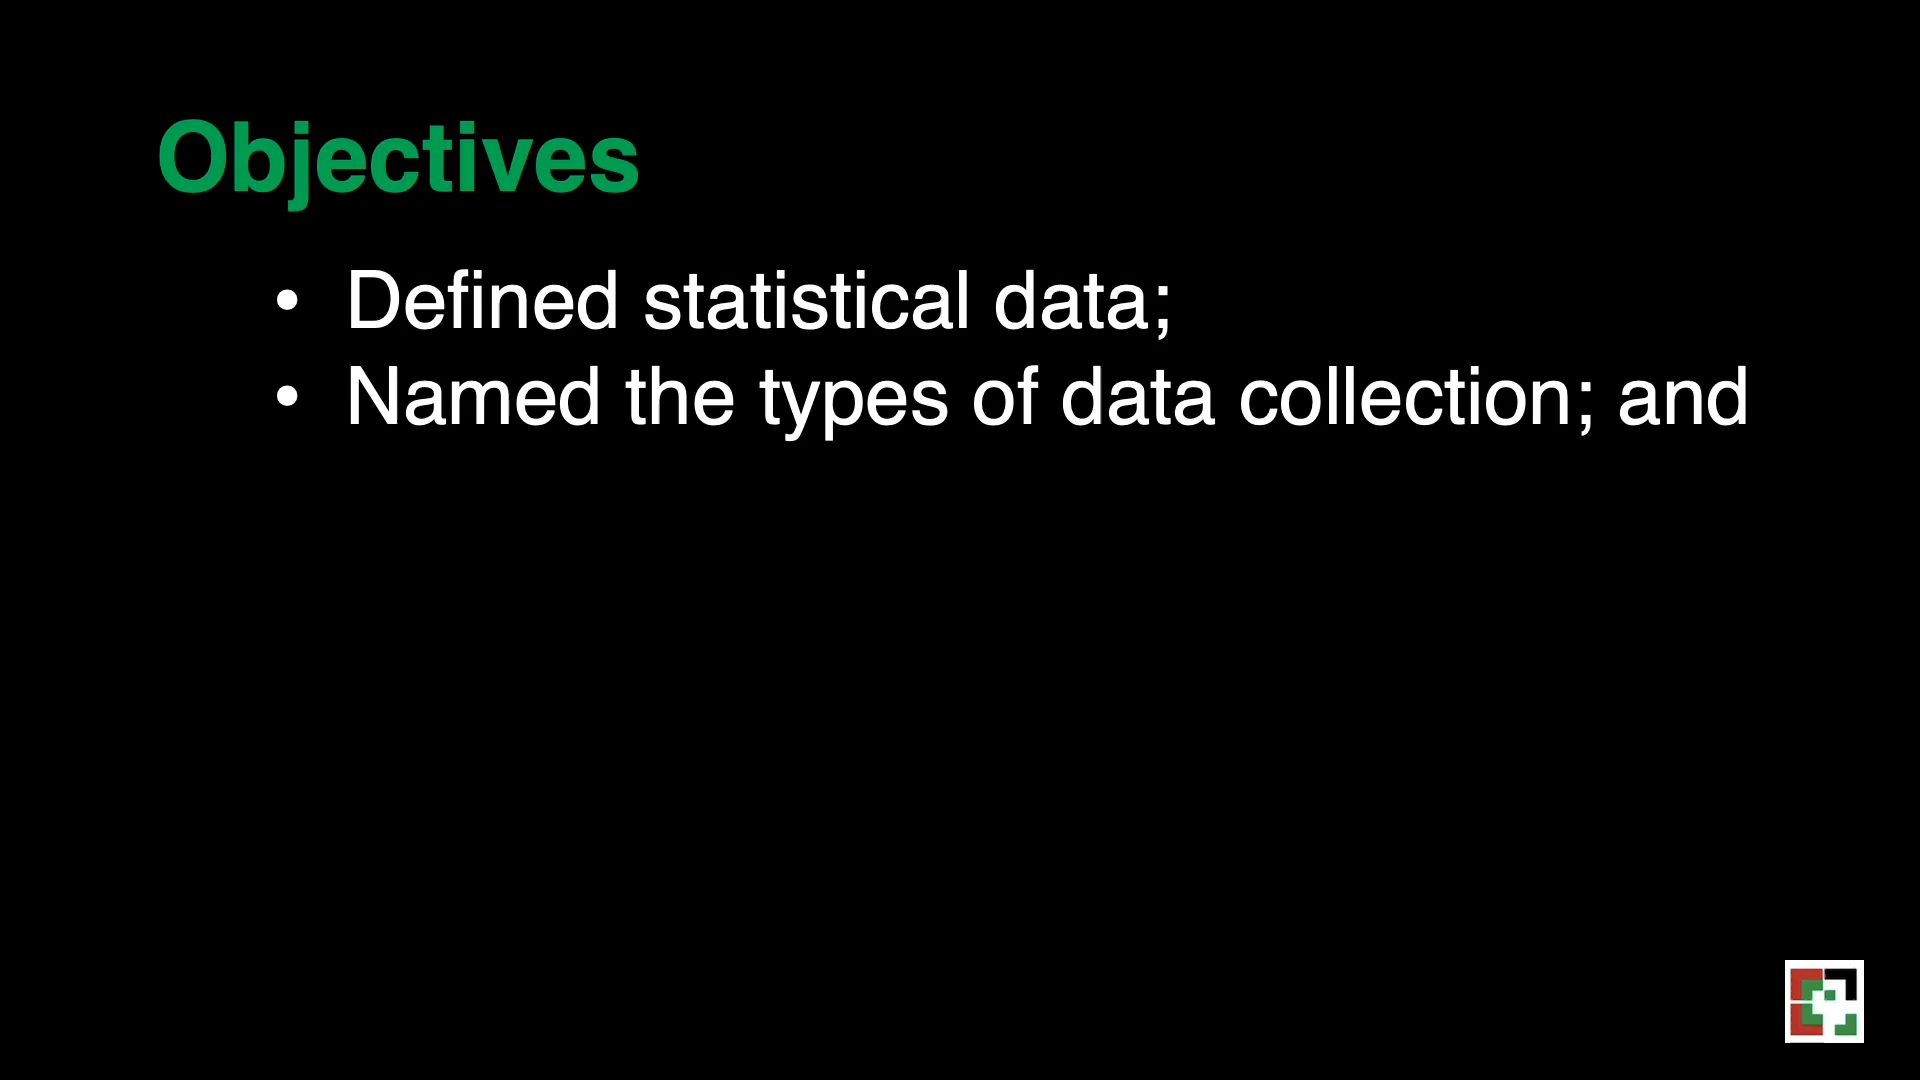 Objectives
• Defined statistical data;
• Named the types of data collection; and